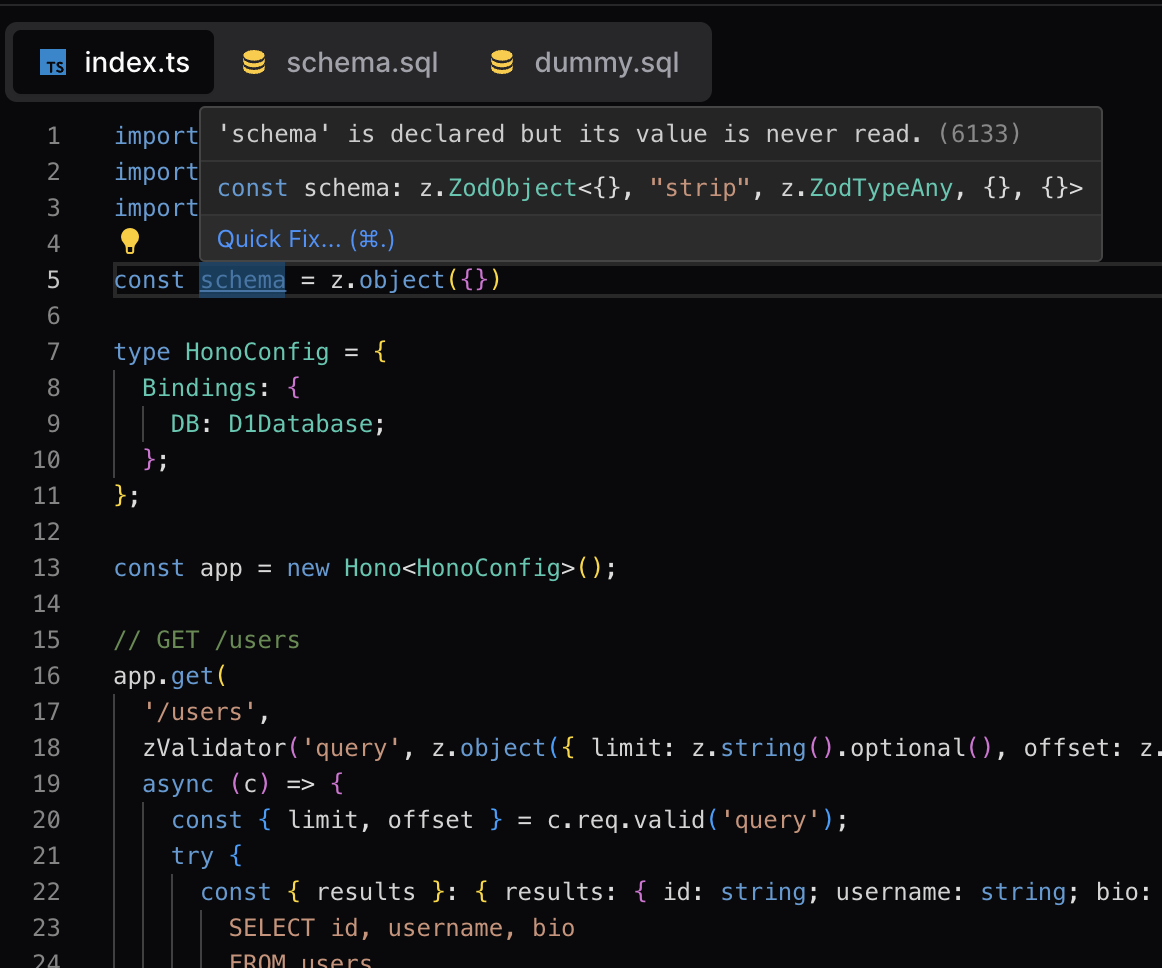 TS index.ts schema.sql dummy.sql
1 import
'schema' is declared but its value is never read. (6133)
2 import
const schema: z.ZodObject<{}, "strip", z.ZodTypeAny, {}, {}>
3 import
4
Quick Fix... (⌘.)
5 const schema = z.object({})
6
7 type HonoConfig = {
8 Bindings: {
9 DB: D1Database;
10 };
11 };
12
13 const app = new Hono<HonoConfig>();
14
15 // GET /users
16 app.get(
17 '/users',
18 zValidator('query', z.object({ limit: z.string().optional(), offset: z.
19 async (c) => {
20 const { limit, offset } = c.req.valid('query');
21 try {
22 const { results }: { results: { id: string; username: string; bio:
23 SELECT id, username, bio
24 FROM users